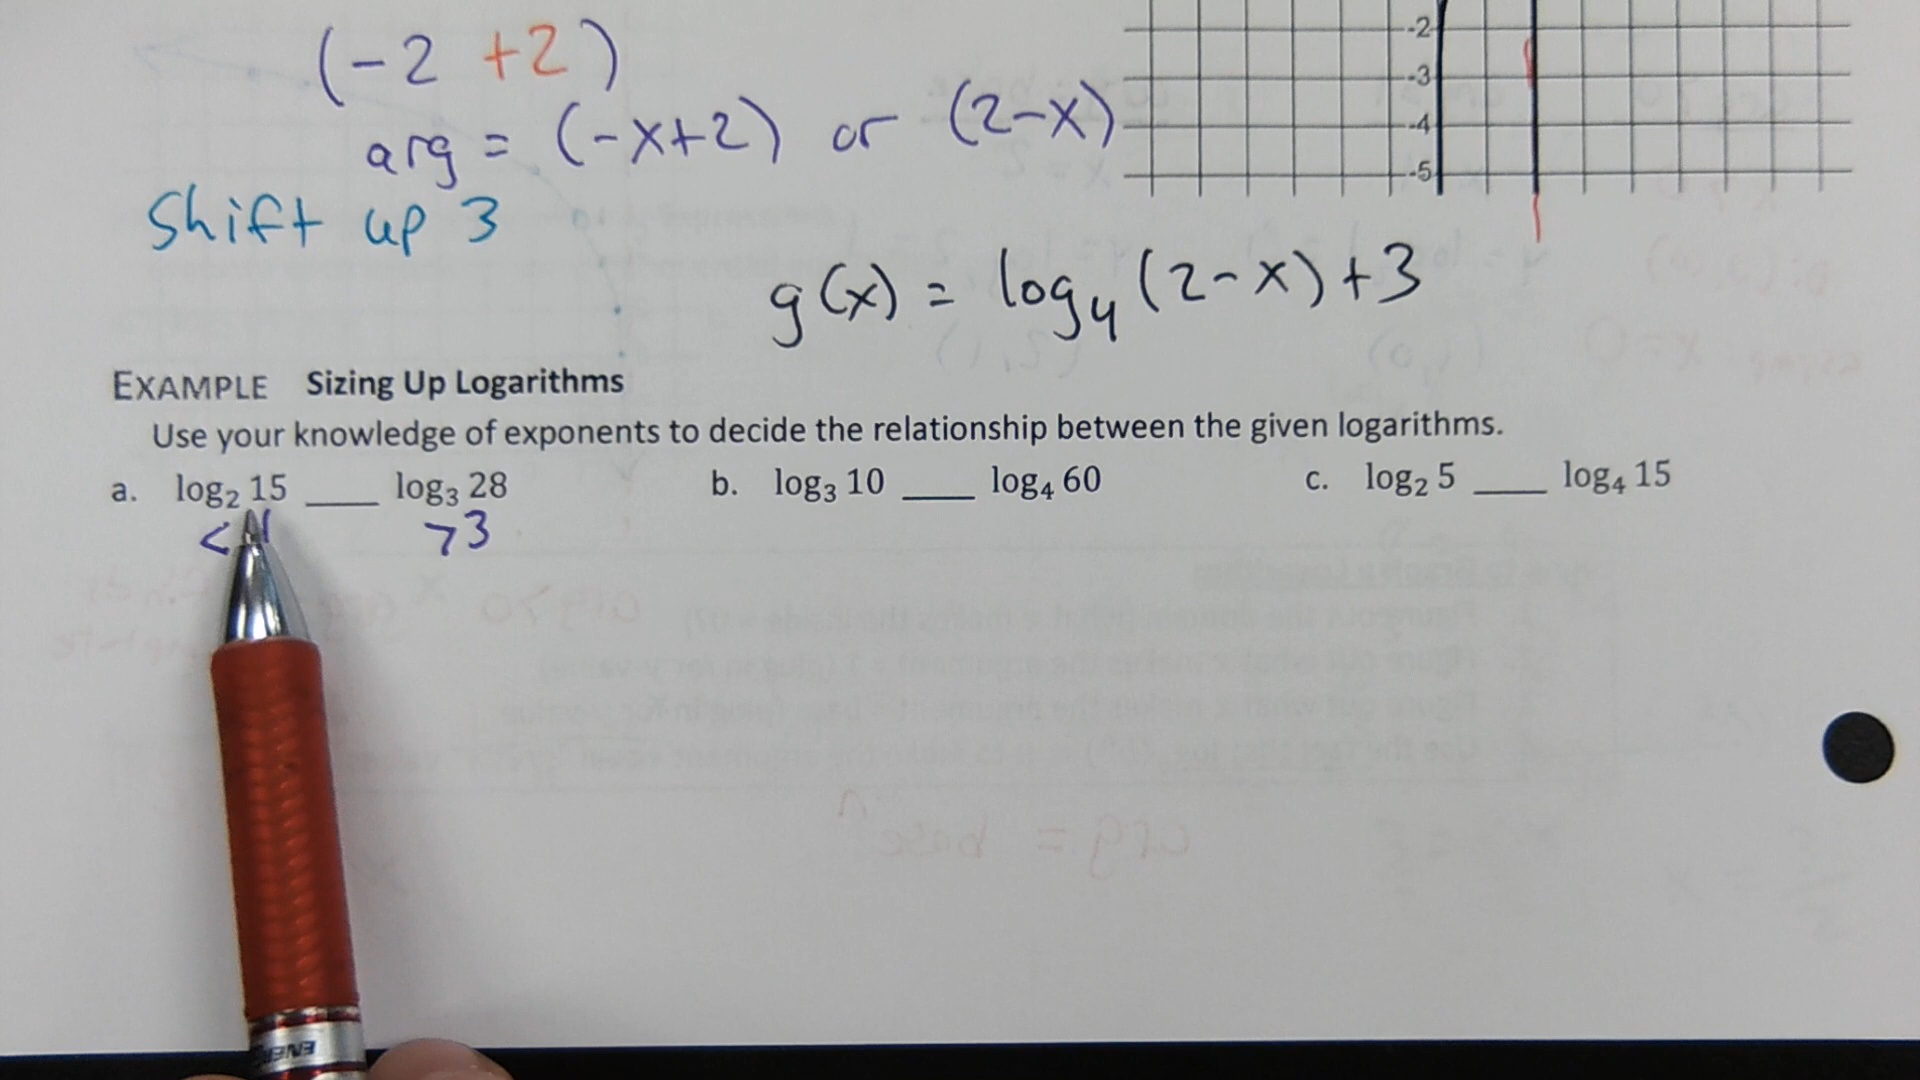 (-2 +2)
arg = (-x+2) or (2-x)
Shift up 3
-2
-3
-4
-5
g(x) = log₄(2-x)+3
EXAMPLE Sizing Up Logarithms
Use your knowledge of exponents to decide the relationship between the given logarithms.
a. log₂ 15 ____ log₃ 28 b. log₃ 10 ____ log₄ 60 c. log₂ 5 ____ log₄ 15
< >3